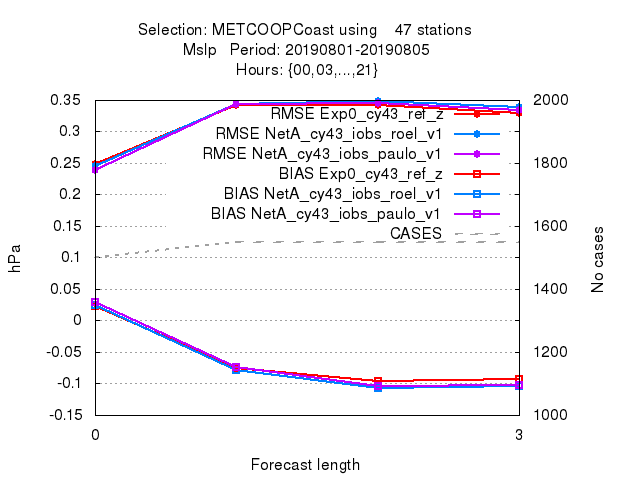 Selection: METCOOPCoast using 47 stations
Mslp Period: 20190801-20190805
Hours: {00,03,...,21}
0.35
0.3
0.25
0.2
0.15
0.1
0.05
0
-0.05
-0.1
-0.15
hPa
RMSE Exp0_cy43_ref_z
RMSE NetA_cy43_iobs_roel_v1
RMSE NetA_cy43_iobs_paulo_v1
BIAS Exp0_cy43_ref_z
BIAS NetA_cy43_iobs_roel_v1
BIAS NetA_cy43_iobs_paulo_v1
CASES
2000
1800
1600
1400
1200
1000
No cases
0 3
Forecast length